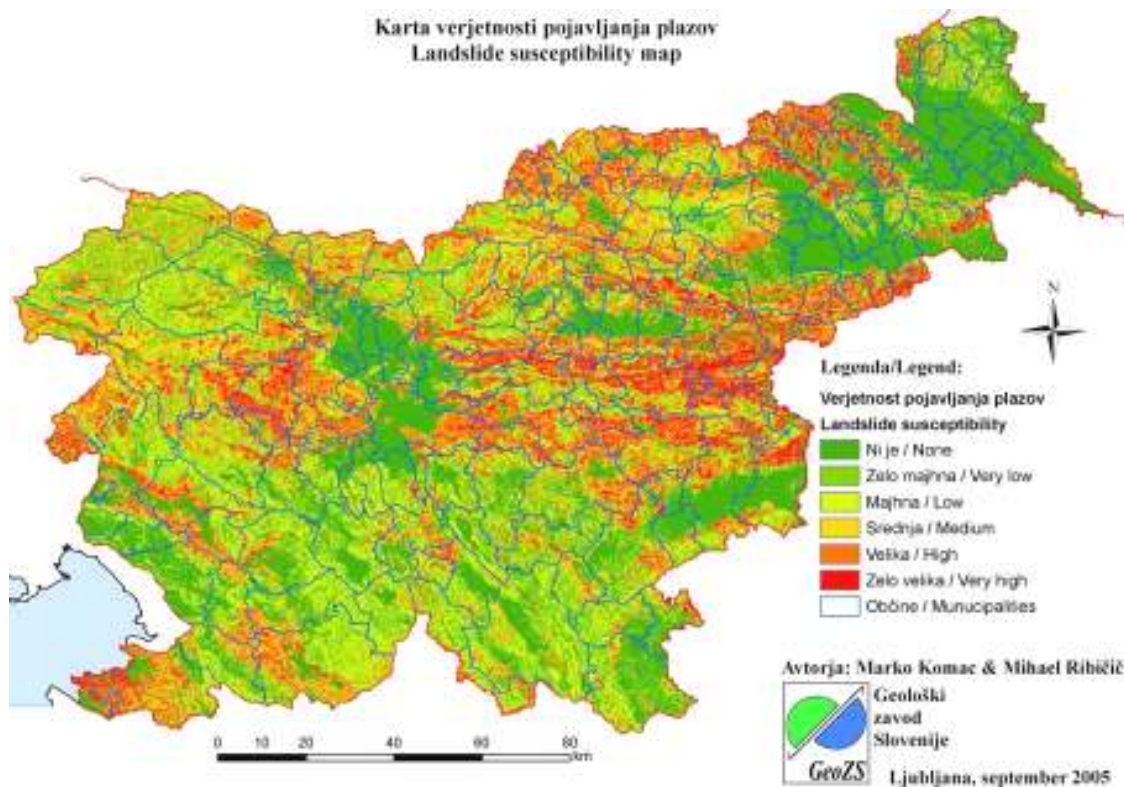 Karta verjetnosti pojavljanja plazov
Landslide susceptibility map
N
Legenda/Legend:
Verjetnost pojavljanja plazov
Landslide susceptibility
Ni je / None
Zelo majhna / Very low
Majhna / Low
Srednja / Medium
Velika / High
Zelo velika / Very high
Občine / Munucipalities
Avtorja: Marko Komac & Mihael Ribičič
Geološki
zavod
Slovenije
GeoZS
Ljubljana, september 2005
0 10 20 40 60 80
km